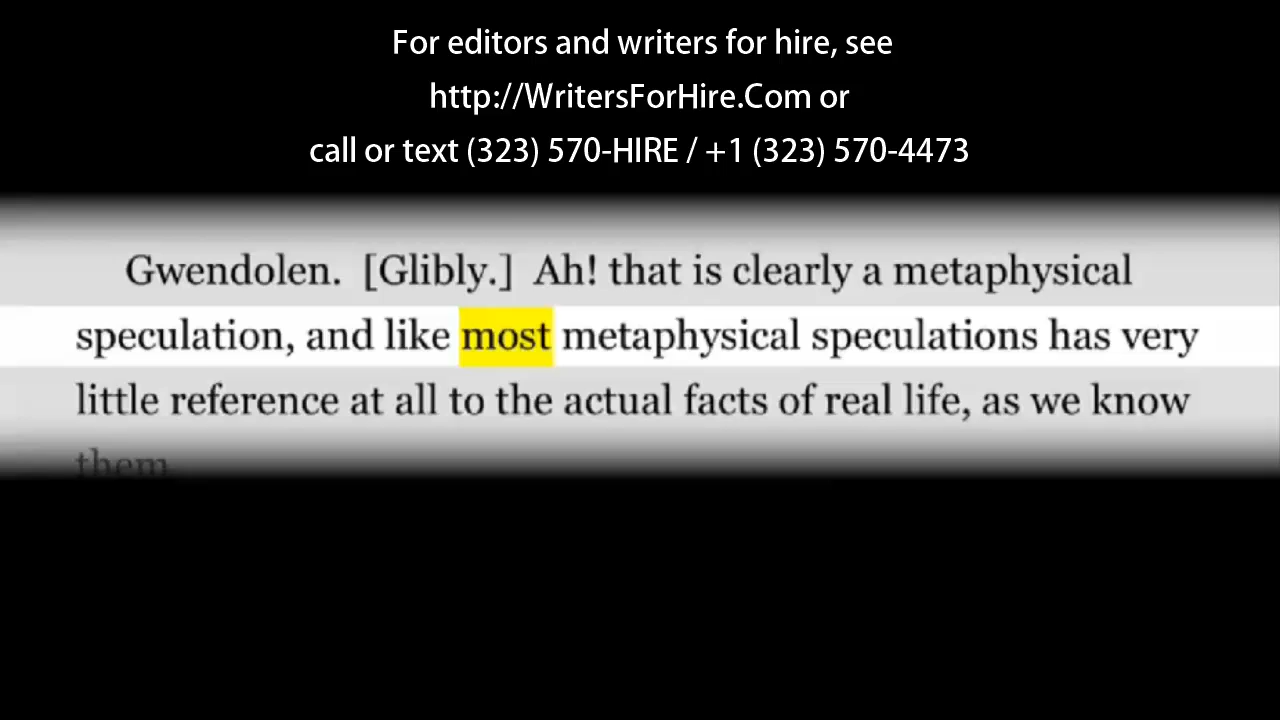 For editors and writers for hire, see
http://WritersForHire.Com or
call or text (323) 570-HIRE / +1 (323) 570-4473
Gwendolen.  [Glibly.]  Ah! that is clearly a metaphysical
speculation, and like most metaphysical speculations has very
little reference at all to the actual facts of real life, as we know
them.